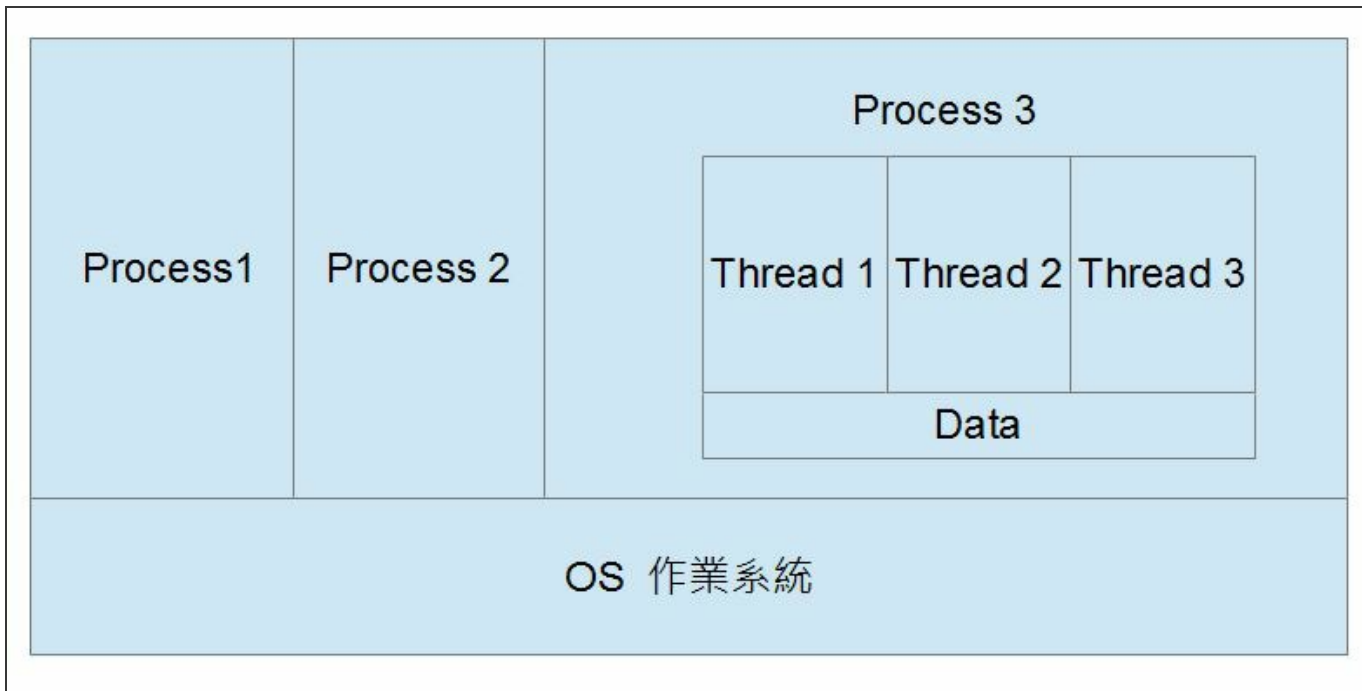 Process 3
Process1
Process 2
Thread 1
Thread 2
Thread 3
Data
OS 作業系統